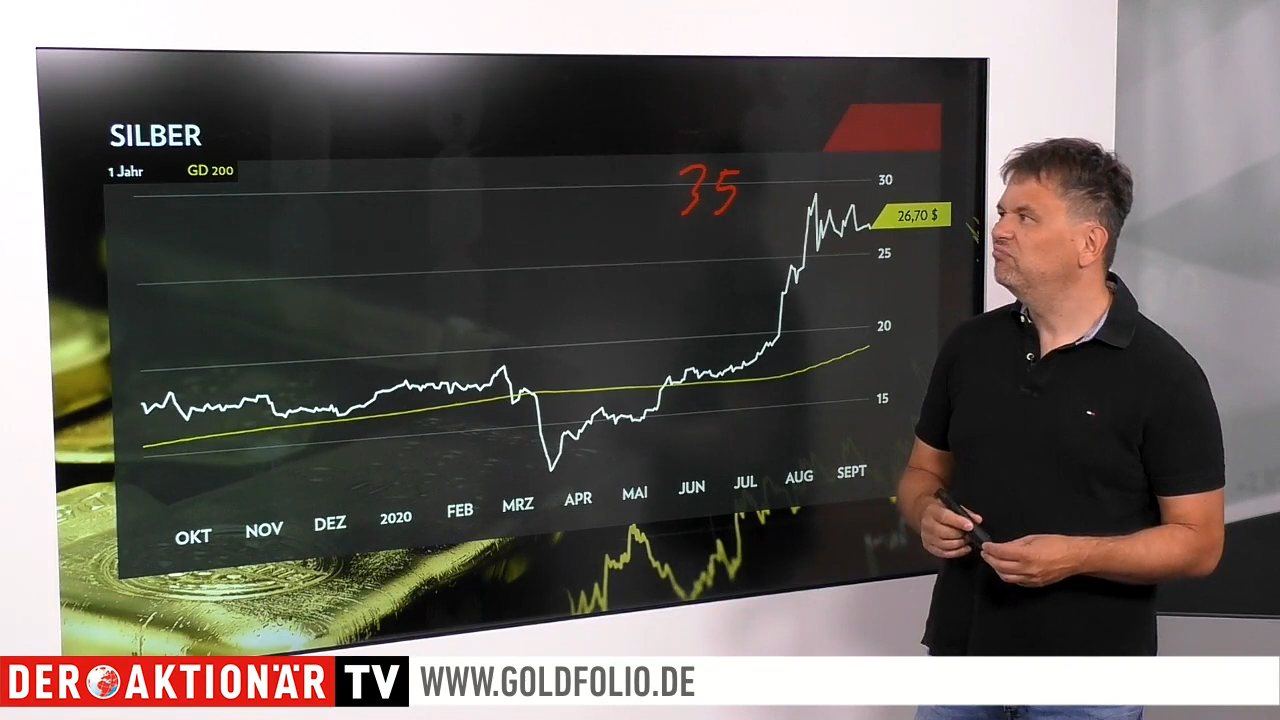 SILBER
1 Jahr GD 200
35
30
26,70 $
25
20
15
OKT NOV DEZ 2020 FEB MRZ APR MAI JUN JUL AUG SEPT
DER AKTIONÄR TV WWW.GOLDFOLIO.DE